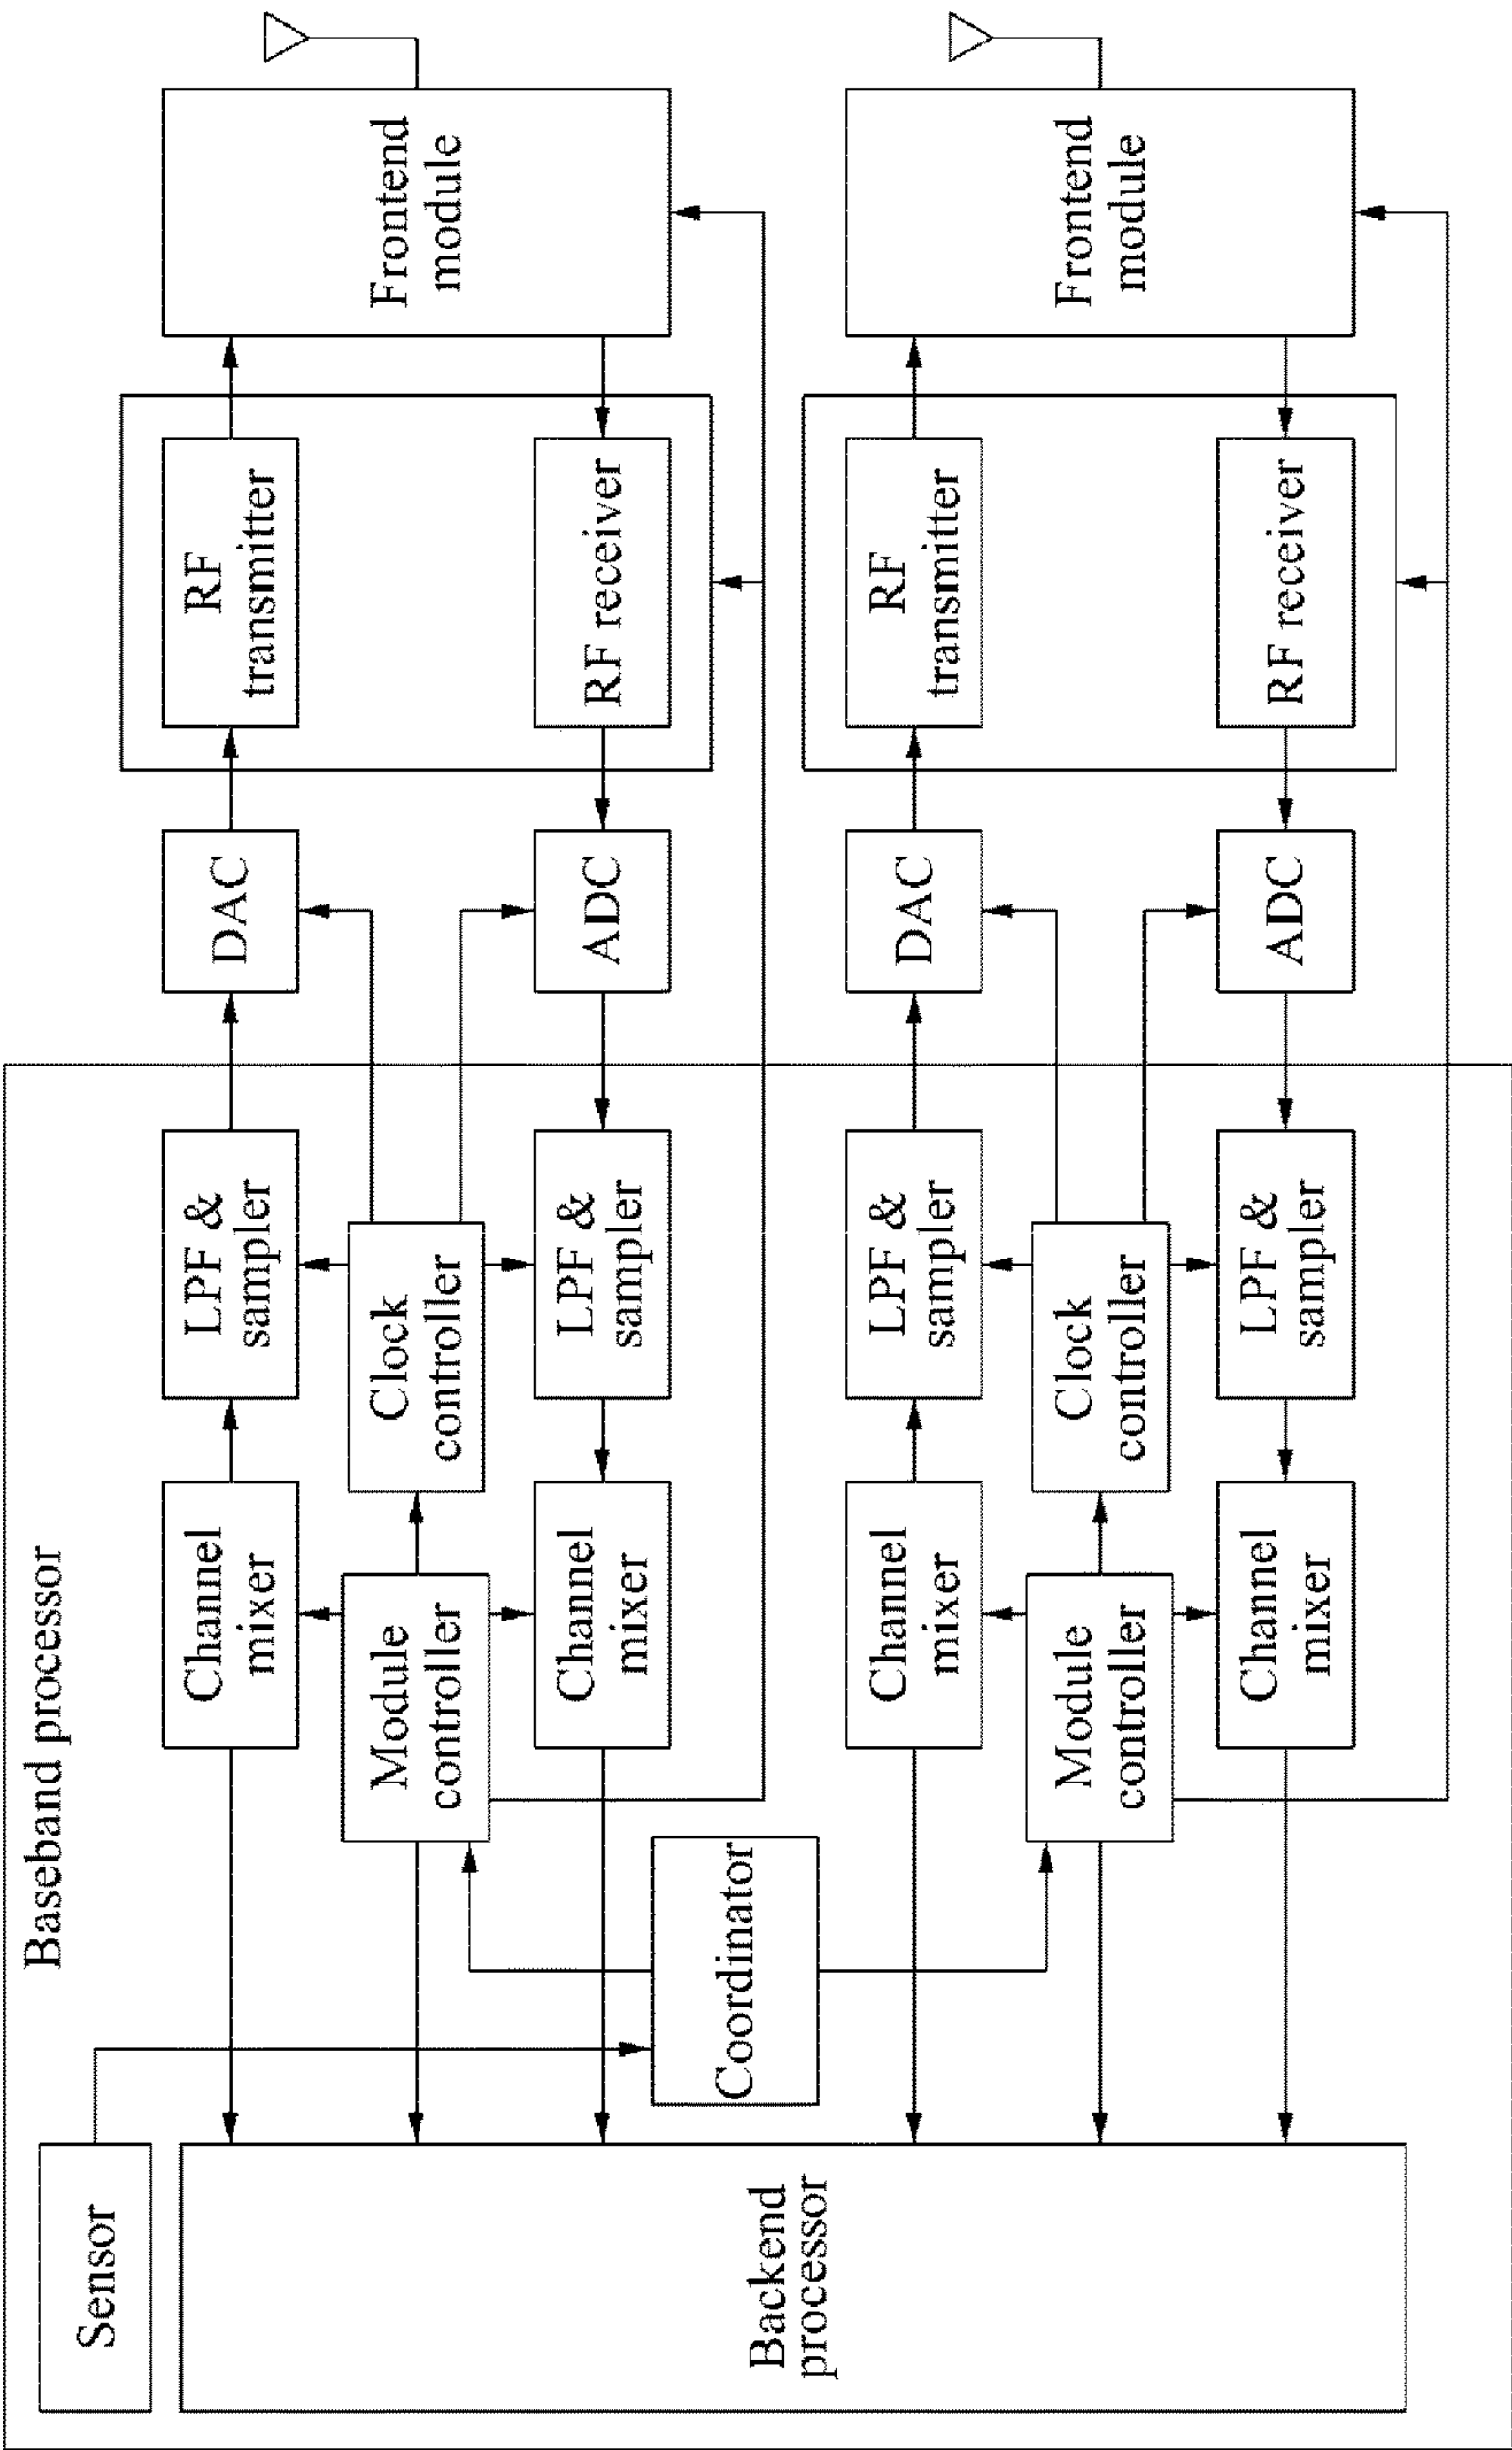 Baseband processor
Sensor
Backend
processor
Coordinator
Channel
mixer
LPF &
sampler
DAC
RF
transmitter
Frontend
module
Module
controller
Clock
controller
Channel
mixer
LPF &
sampler
ADC
RF receiver
Channel
mixer
LPF &
sampler
DAC
RF
transmitter
Frontend
module
Module
controller
Clock
controller
Channel
mixer
LPF &
sampler
ADC
RF receiver